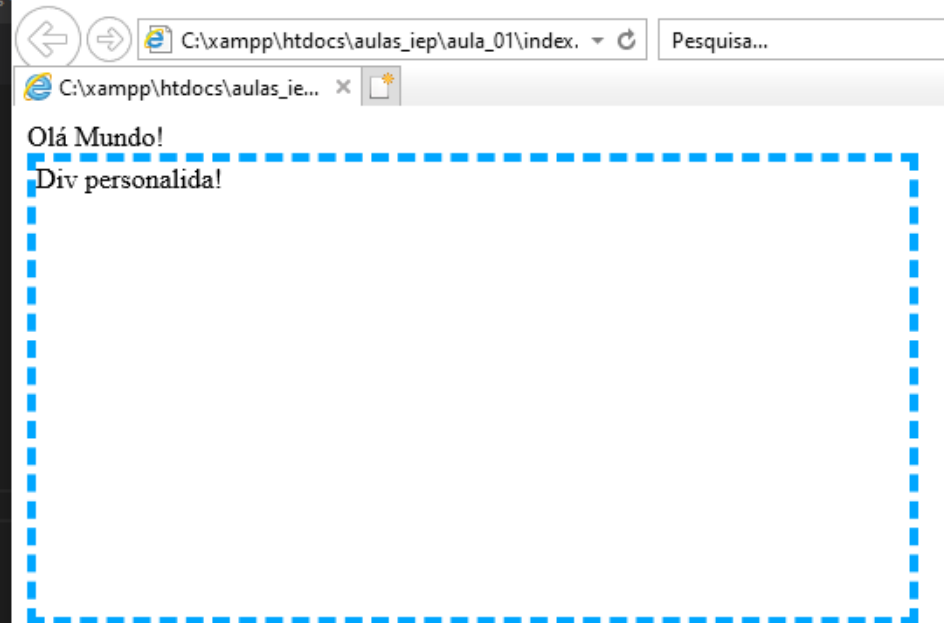 C:\xampp\htdocs\aulas_iep\aula_01\index.
Pesquisa...
C:\xampp\htdocs\aulas_ie...
Olá Mundo!
Div personalida!